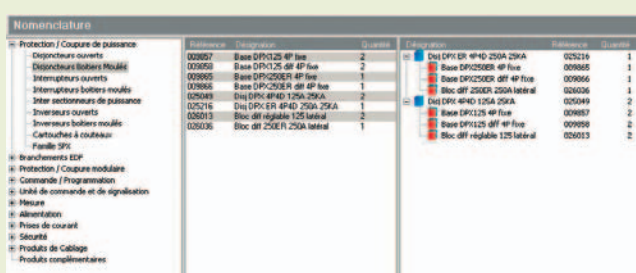 Nomenclature
Protection / Coupure de puissance
Disjoncteurs ouverts
Disjoncteurs Boîtiers Moulés
Interrupteurs ouverts
Interrupteurs boîtiers moulés
Inter sectionneurs de puissance
Inverseurs ouverts
Inverseurs boîtiers moulés
Cartouches à couteaux
Famille SPX
Branchements EDF
Protection / Coupure modulaire
Commande / Programmation
Unité de commande et de signalisation
Mesure
Alimentation
Prises de courant
Sécurité
Produits de Cablage
Produits complémentaires
Référence Désignation Quantité
009857 Base DPX125 4P fixe 2
009858 Base DPX125 diff 4P fixe 2
009865 Base DPX250ER 4P fixe 1
009866 Base DPX250ER diff 4P fixe 1
025049 Disj DPX 4P4D 125A 25KA 2
025216 Disj DPX ER 4P4D 250A 25KA 1
026013 Bloc diff réglable 125 latéral 2
026036 Bloc diff 250ER 250A latéral 1
Désignation Référence Quantité
Disj DPX ER 4P4D 250A 25KA 025216 1
Base DPX250ER 4P fixe 009865 1
Base DPX250ER diff 4P fixe 009866 1
Bloc diff 250ER 250A latéral 026036 1
Disj DPX 4P4D 125A 25KA 025049 2
Base DPX125 4P fixe 009857 2
Base DPX125 diff 4P fixe 009858 2
Bloc diff réglable 125 latéral 026013 2